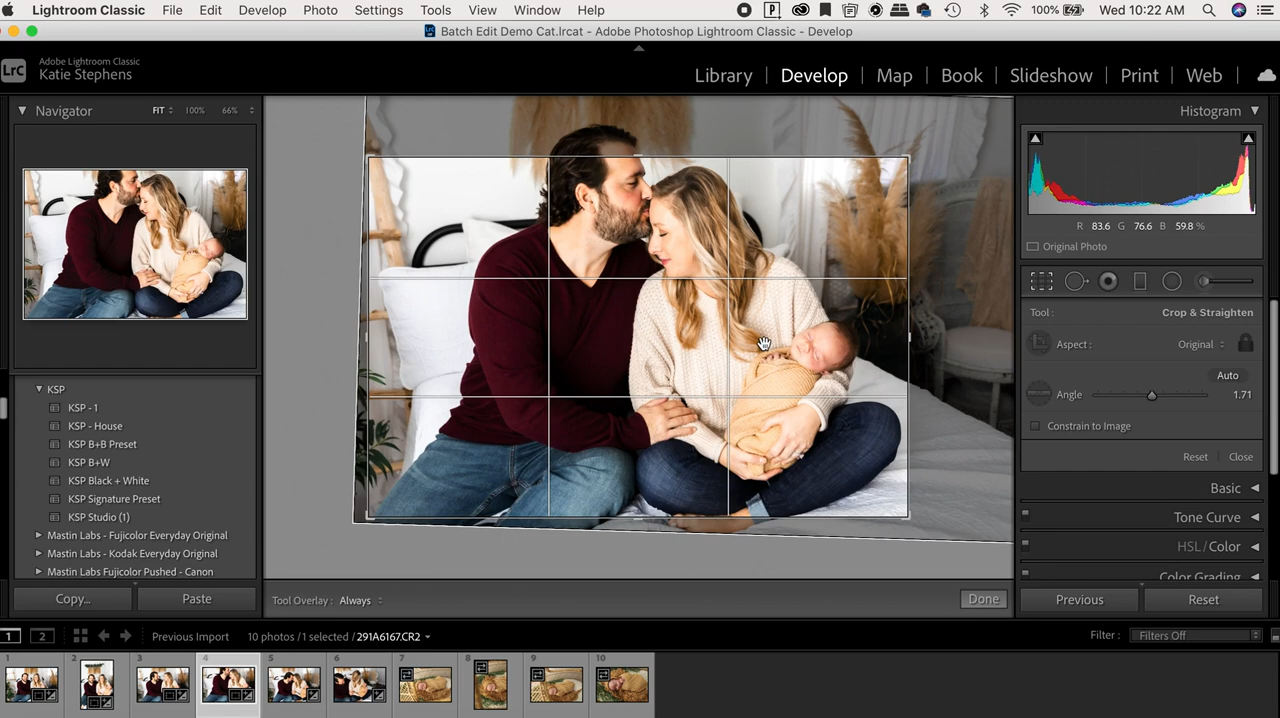 Lightroom Classic File Edit Develop Photo Settings Tools View Window Help 100% Wed 10:22 AM
Batch Edit Demo Cat.lrcat - Adobe Photoshop Lightroom Classic - Develop
LrC Adobe Lightroom Classic
Katie Stephens
Library | Develop | Map | Book | Slideshow | Print | Web
Navigator FIT 100% 66%
Histogram
R 83.6 G 76.6 B 59.8 %
Original Photo
Tool : Crop & Straighten
Aspect : Original
Auto
Angle 1.71
Constrain to Image
Reset Close
Basic
Tone Curve
HSL / Color
Color Grading
KSP
KSP - 1
KSP - House
KSP B+B Preset
KSP B+W
KSP Black + White
KSP Signature Preset
KSP Studio (1)
Mastin Labs - Fujicolor Everyday Original
Mastin Labs - Kodak Everyday Original
Mastin Labs Fujicolor Pushed - Canon
Copy... Paste
Tool Overlay : Always Done
Previous Reset
1 2 Previous Import 10 photos / 1 selected / 291A6167.CR2 Filter : Filters Off
1 2 3 4 5 6 7 8 9 10